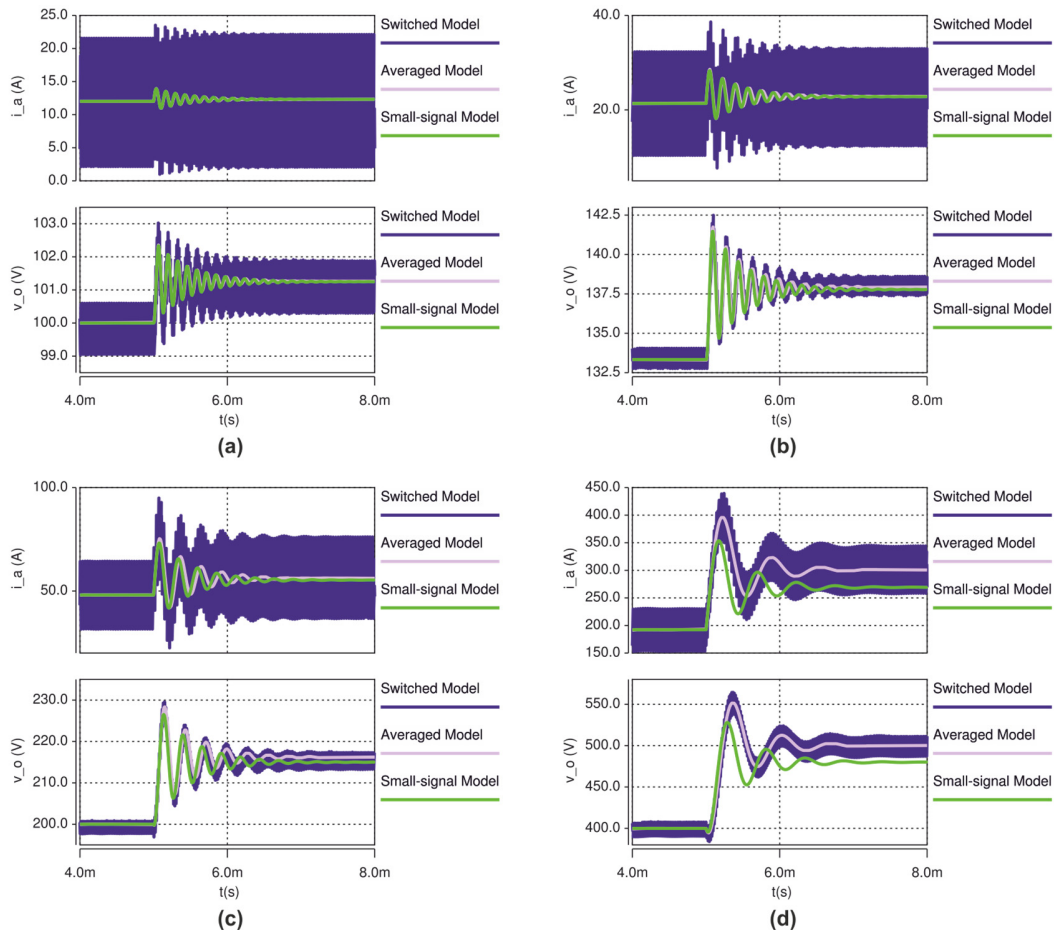 25.0
20.0
15.0
10.0
5.0
0.0
i_a (A)
Switched Model
Averaged Model
Small-signal Model
103.0
102.0
101.0
100.0
99.0
v_o (V)
Switched Model
Averaged Model
Small-signal Model
4.0m 6.0m 8.0m
t(s)
(a)
40.0
20.0
i_a (A)
Switched Model
Averaged Model
Small-signal Model
142.5
140.0
137.5
135.0
132.5
v_o (V)
Switched Model
Averaged Model
Small-signal Model
4.0m 6.0m 8.0m
t(s)
(b)
100.0
50.0
i_a (A)
Switched Model
Averaged Model
Small-signal Model
230.0
220.0
210.0
200.0
v_o (V)
Switched Model
Averaged Model
Small-signal Model
4.0m 6.0m 8.0m
t(s)
(c)
450.0
400.0
350.0
300.0
250.0
200.0
150.0
i_a (A)
Switched Model
Averaged Model
Small-signal Model
500.0
400.0
v_o (V)
Switched Model
Averaged Model
Small-signal Model
4.0m 6.0m 8.0m
t(s)
(d)